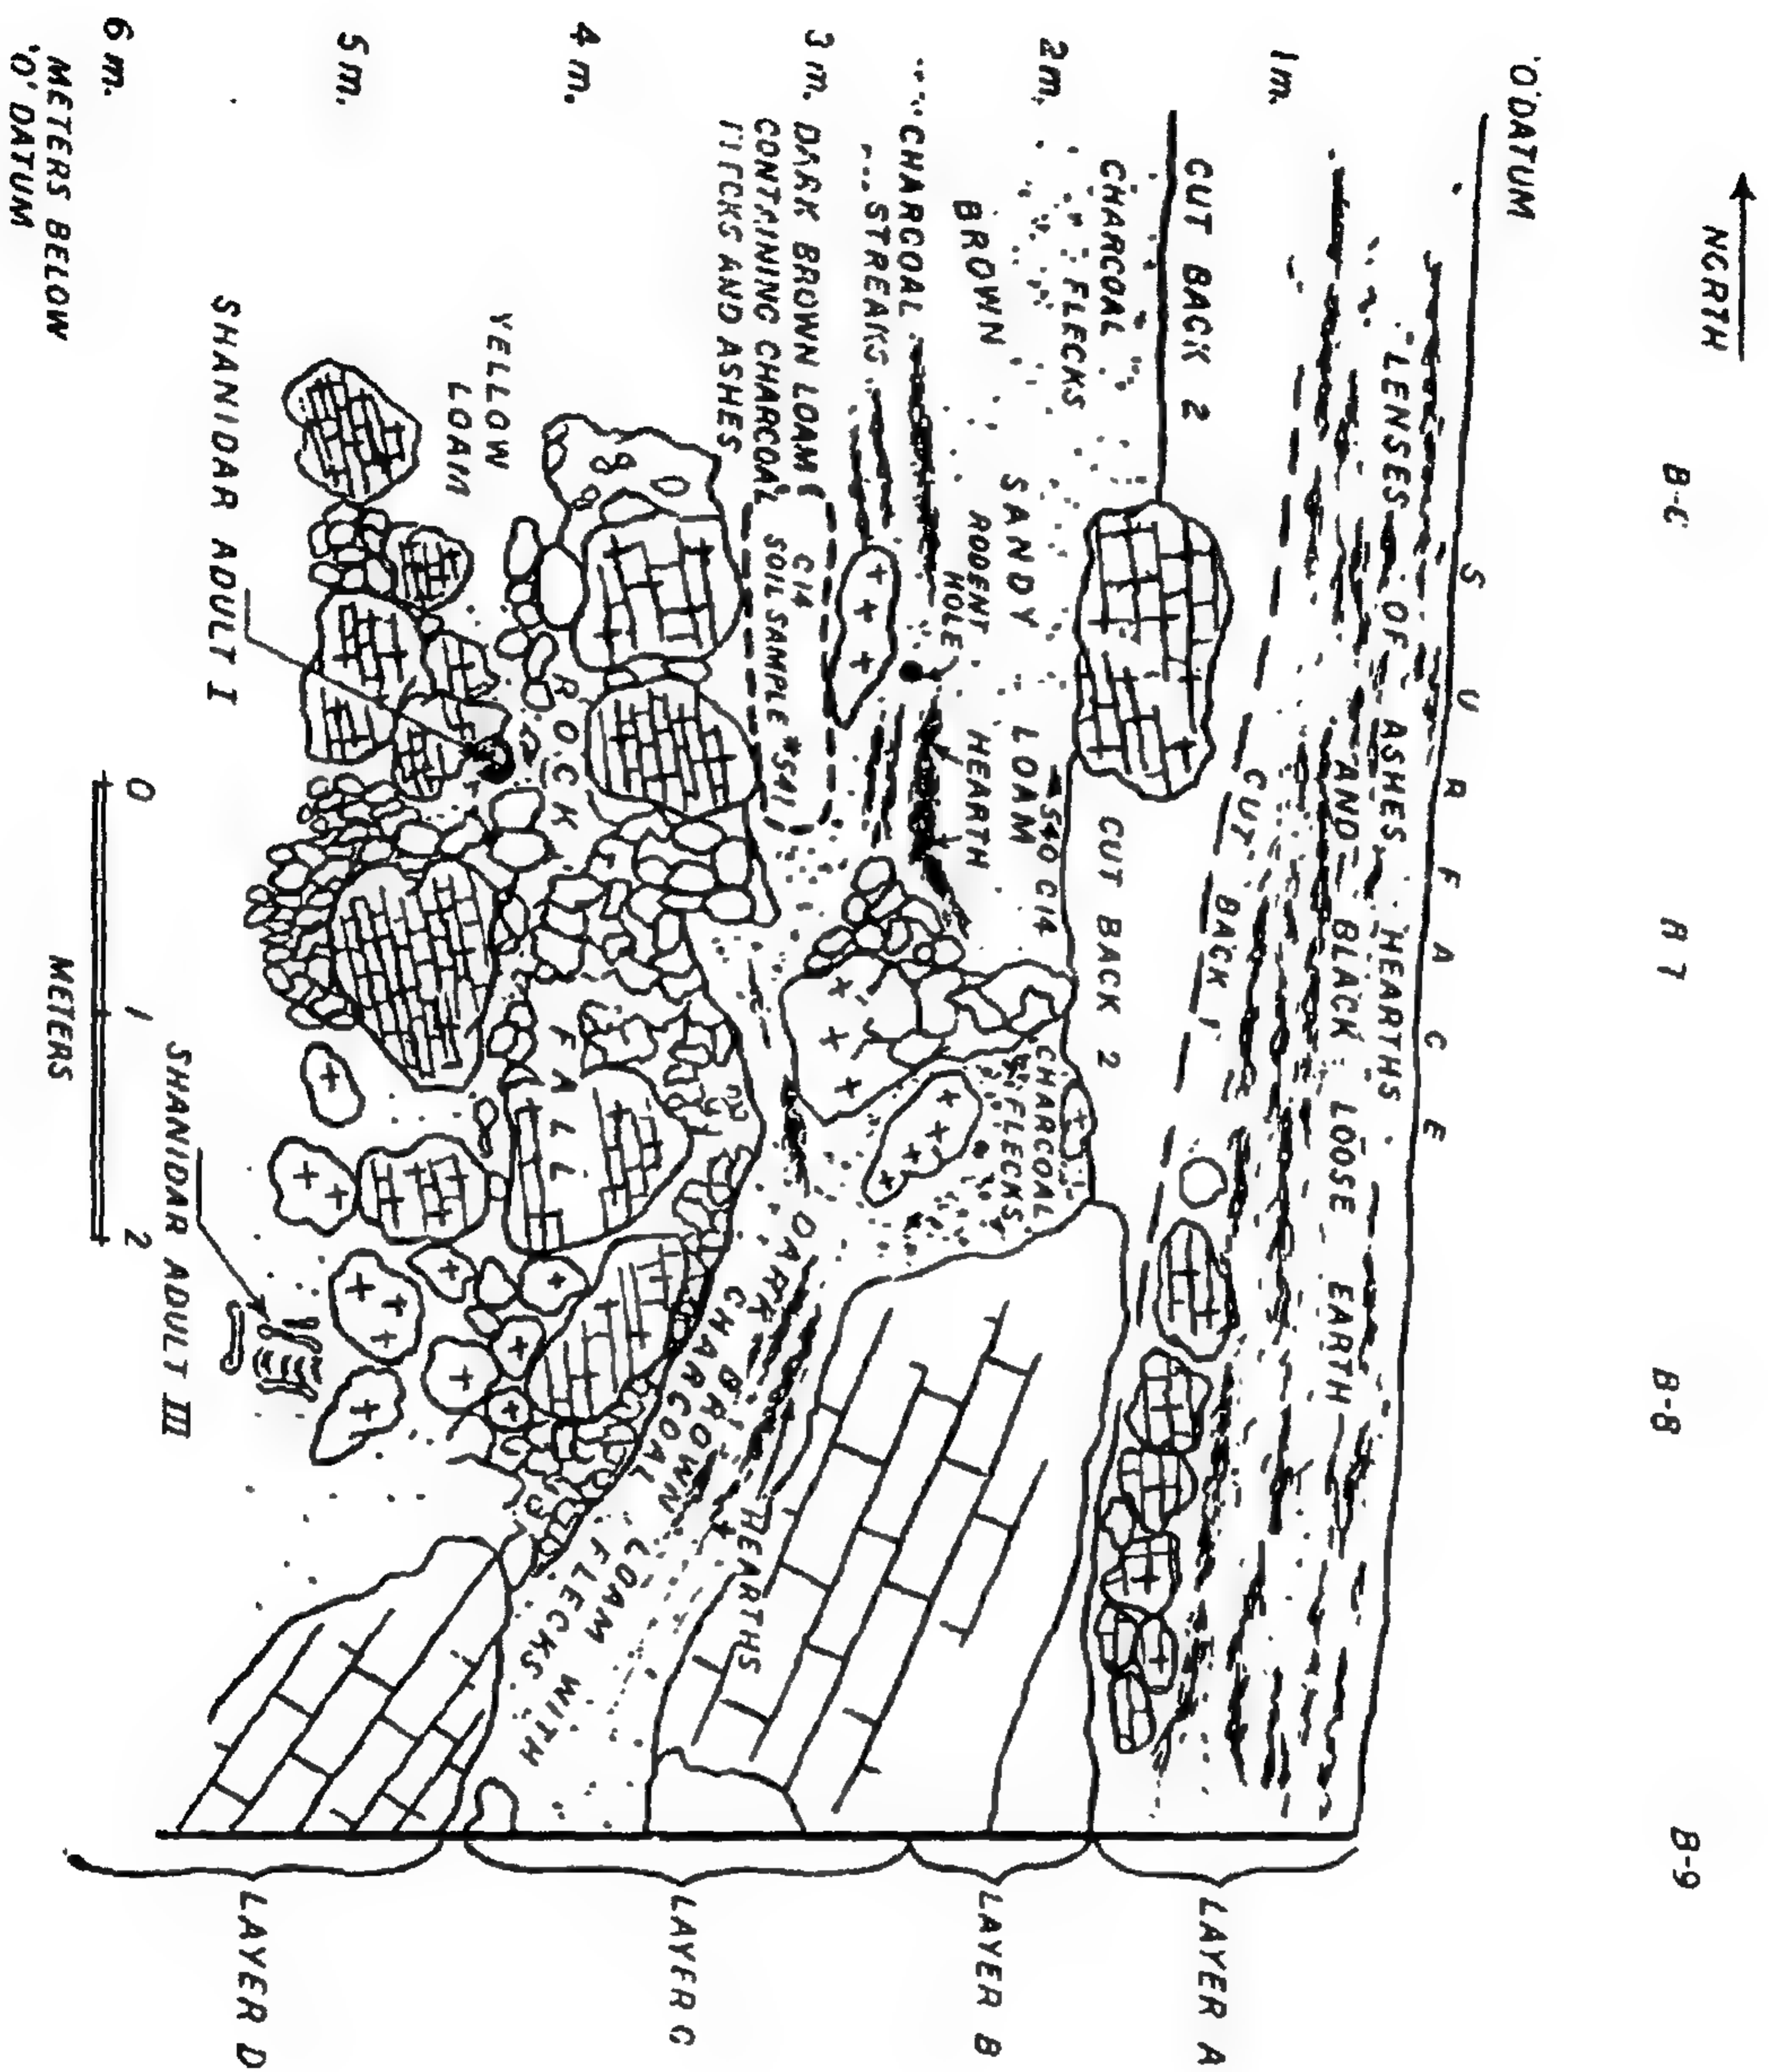 NCRTH
B-C
A 7
B-8
B-9
'O' DATUM
1 m.
2 m.
3 m.
4 m.
5 m.
6 m.
METERS BELOW
'O' DATUM
SURFACE
LENSES OF ASHES HEARTHS
AND BLACK LOOSE EARTH
CUT BACK 1
CUT BACK 2
CUT BACK 2
CHARCOAL
FLECKS
540 C14
CHARCOAL
FLECKS
BROWN SANDY LOAM
RODENT
HOLE
HEARTH
CHARCOAL
STREAKS
DARK BROWN LOAM
CONTAINING CHARCOAL
FLECKS AND ASHES
C14
SOIL SAMPLE #541
DARK BROWN LOAM WITH
CHARCOAL FLECKS
HEARTHS
ROCK FALL
YELLOW
LOAM
SHANIDAR ADULT I
SHANIDAR ADULT III
0 1 2
METERS
LAYER A
LAYER B
LAYER C
LAYER D